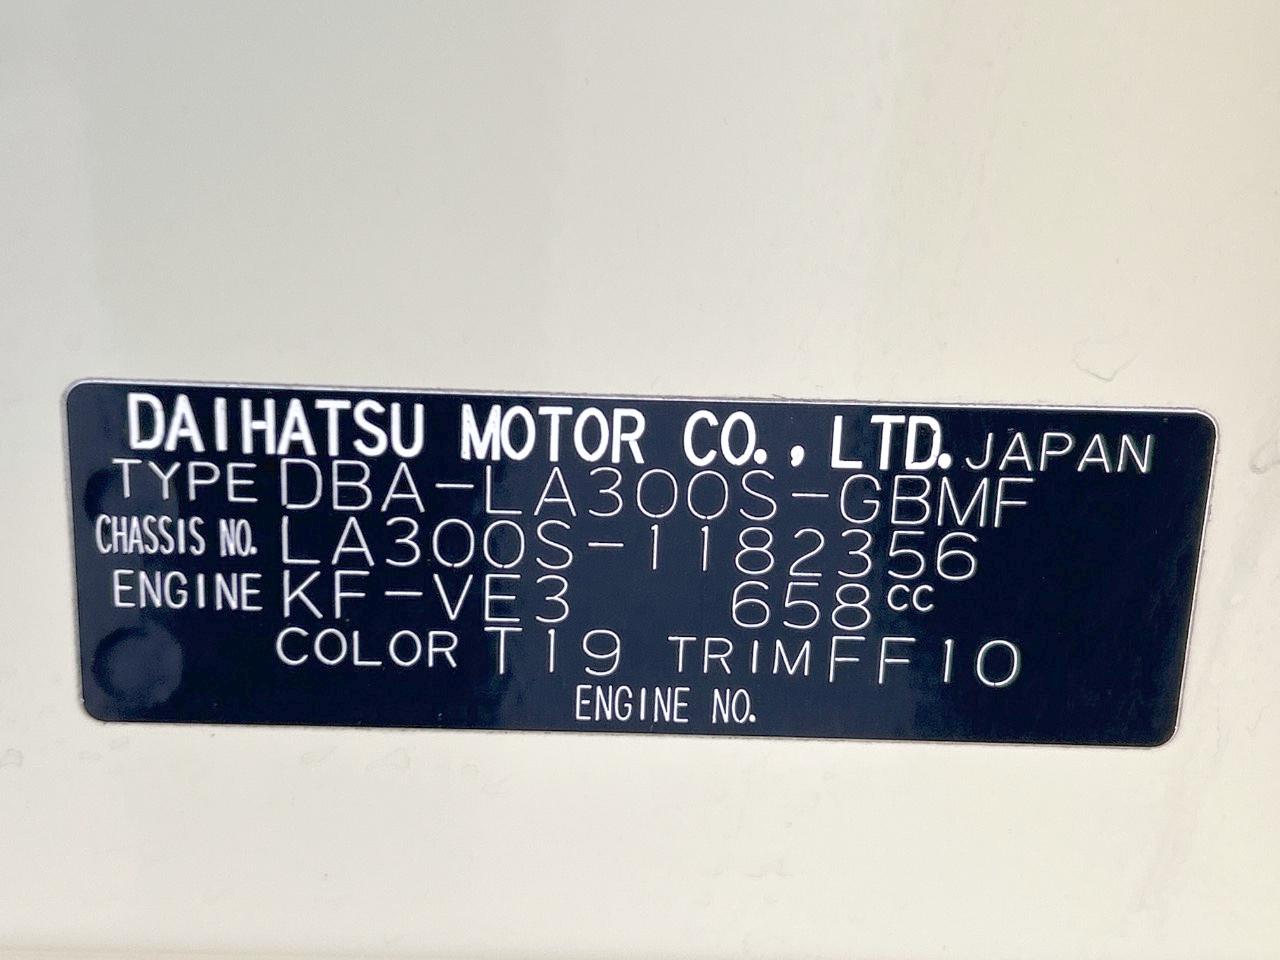 DAIHATSU MOTOR CO., LTD. JAPAN
TYPE DBA-LA300S-GBMF
CHASSIS NO. LA300S-1182356
ENGINE KF-VE3 658cc
COLOR T19 TRIM FF10
ENGINE NO.